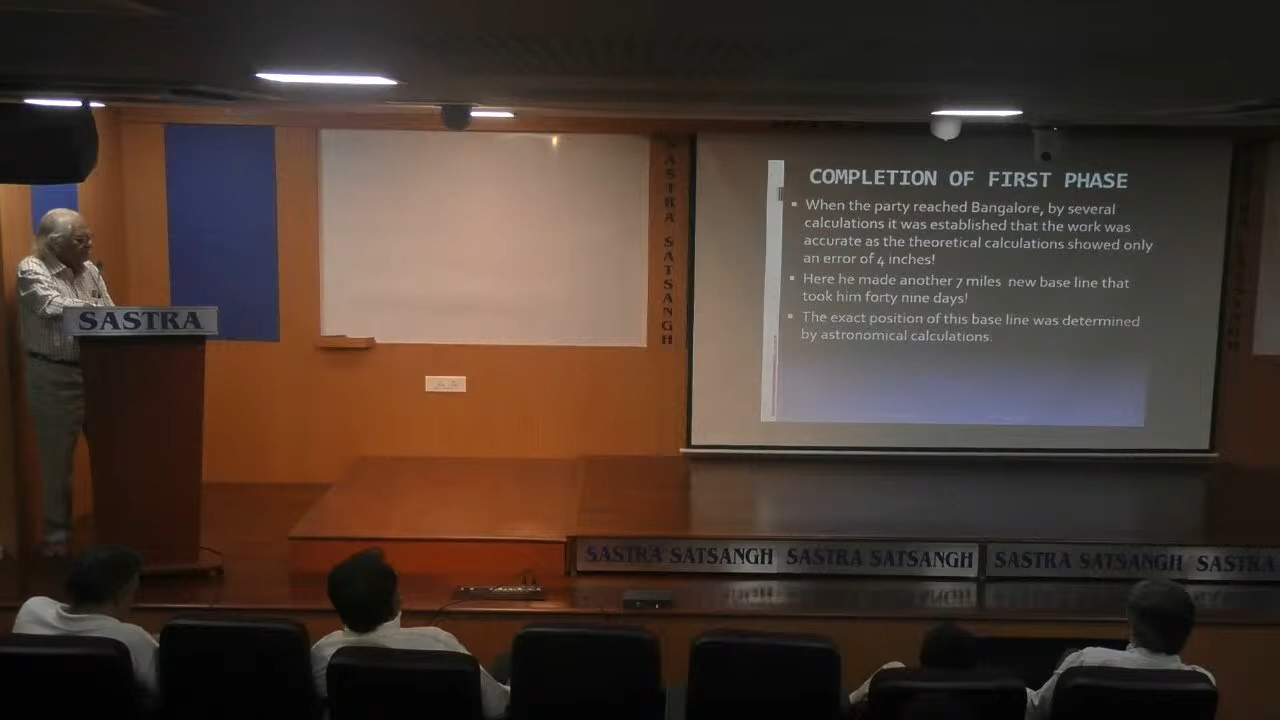 SASTRA
ASTRA SATSANGH
COMPLETION OF FIRST PHASE
When the party reached Bangalore, by several
calculations it was established that the work was
accurate as the theoretical calculations showed only
an error of 4 inches!
Here he made another 7 miles new base line that
took him forty nine days!
The exact position of this base line was determined
by astronomical calculations.
SASTRA SATSANGH SASTRA SATSANGH SASTRA SATSANGH SASTRA